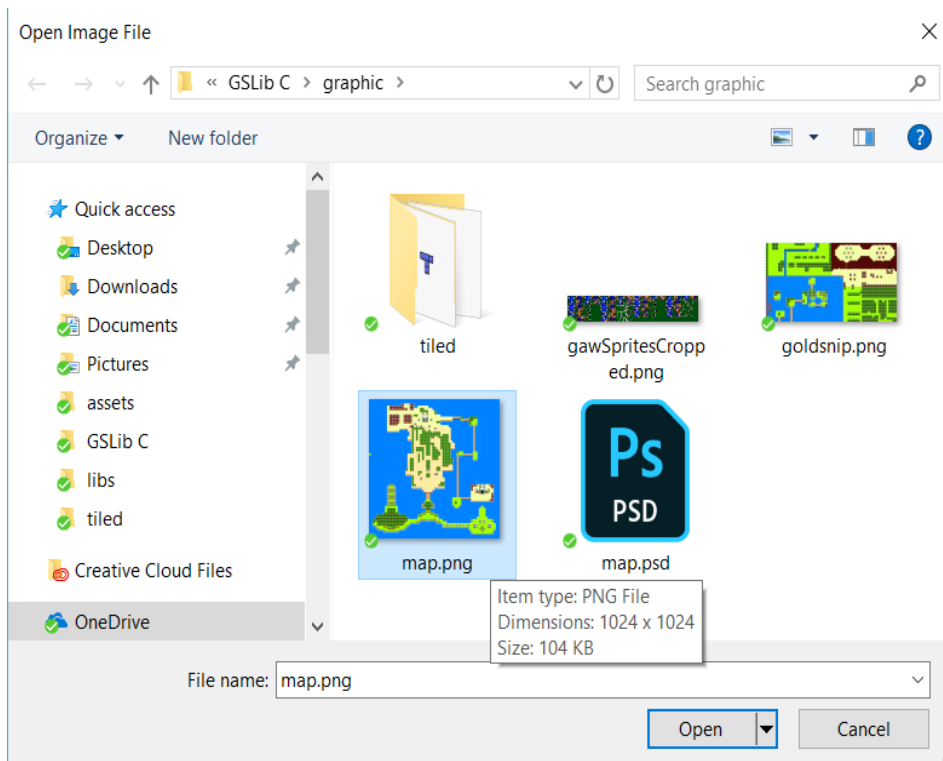 Open Image File
« GSLib C > graphic >
Search graphic
Organize
New folder
?
Quick access
Desktop
Downloads
Documents
Pictures
assets
GSLib C
libs
tiled
Creative Cloud Files
OneDrive
T
tiled
gawSpritesCropp
ed.png
goldsnip.png
map.png
Ps
PSD
map.psd
Item type: PNG File
Dimensions: 1024 x 1024
Size: 104 KB
File name: map.png
Open
Cancel